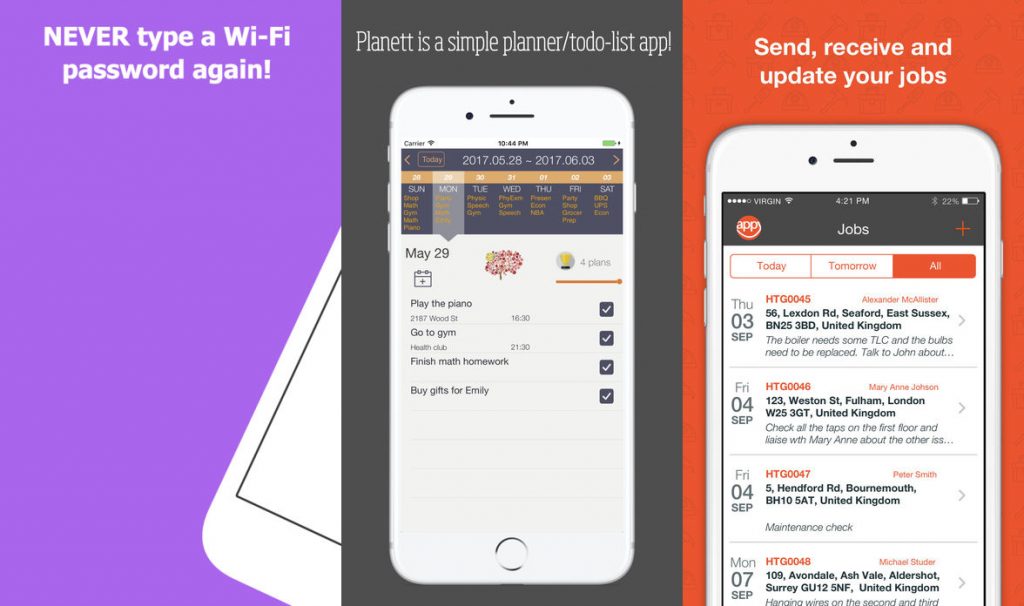 NEVER type a Wi-Fi
password again!
Planett is a simple planner/todo-list app!
Carrier
10:44 PM
Today
2017.05.28 ~ 2017.06.03
28 29 30 31 01 02 03
SUN MON TUE WED THU FRI SAT
Shop Party Physic PhyExm Presen Party BBQ
Math Gym Speech Gym Econ Shop UPS
Gym Math Gym Speech NBA Grocer Econ
Math Emily Prep
Piano
May 29
4 plans
Play the piano
2187 Wood St 16:30
Go to gym
Health club 21:30
Finish math homework
Buy gifts for Emily
Send, receive and
update your jobs
VIRGIN 4:21 PM 22%
app
Jobs
Today Tomorrow All
Thu
03
SEP
HTG0045 Alexander McAllister
56, Lexdon Rd, Seaford, East Sussex,
BN25 3BD, United Kingdom
The boiler needs some TLC and the bulbs
need to be replaced. Talk to John about…
Fri
04
SEP
HTG0046 Mary Anne Johson
123, Weston St, Fulham, London
W25 3GT, United Kingdom
Check all the taps on the first floor and
liaise wth Mary Anne about the other iss…
Fri
04
SEP
HTG0047 Peter Smith
5, Hendford Rd, Bournemouth,
BH10 5AT, United Kingdom
Maintenance check
Mon
07
SEP
HTG0048 Michael Studer
109, Avondale, Ash Vale, Aldershot,
Surrey GU12 5NF, United Kingdom
Hanging wires on the second and third